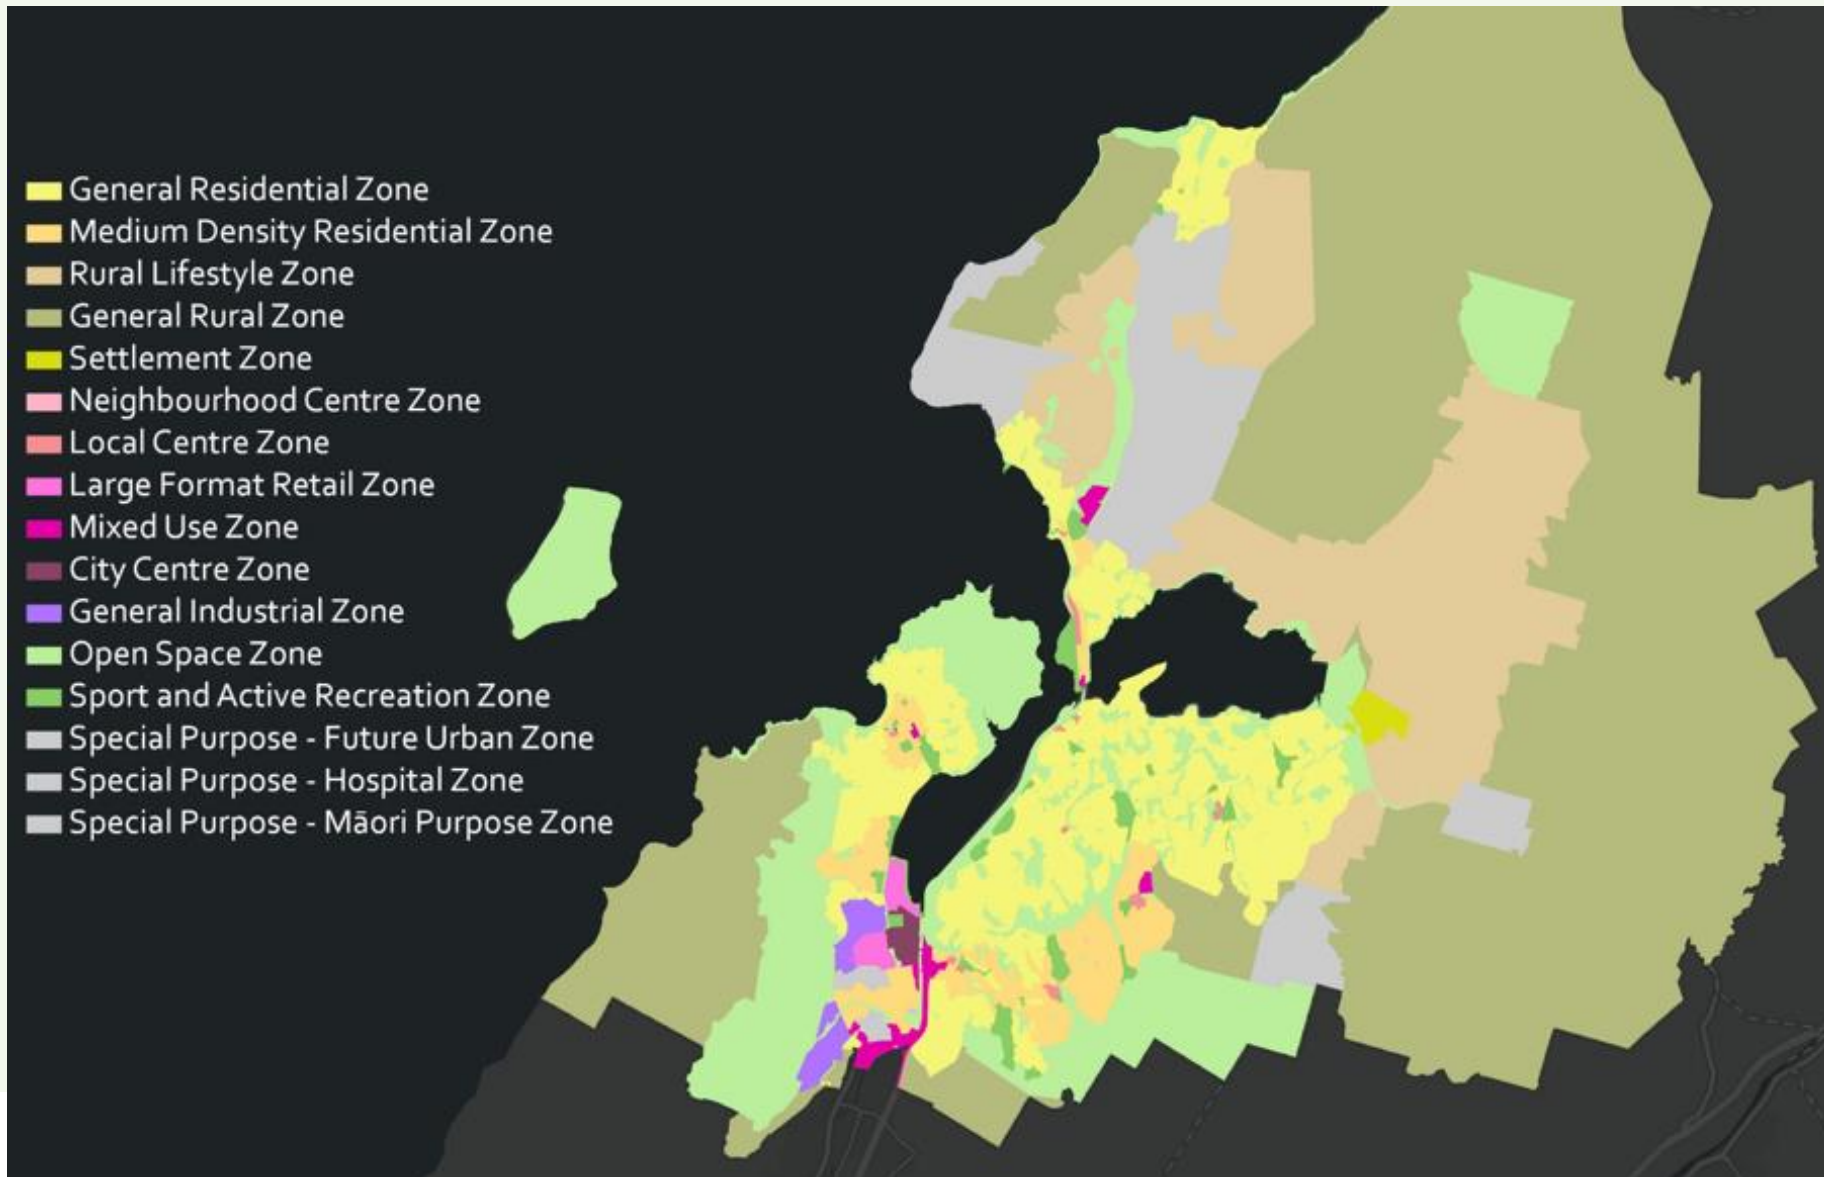 General Residential Zone
Medium Density Residential Zone
Rural Lifestyle Zone
General Rural Zone
Settlement Zone
Neighbourhood Centre Zone
Local Centre Zone
Large Format Retail Zone
Mixed Use Zone
City Centre Zone
General Industrial Zone
Open Space Zone
Sport and Active Recreation Zone
Special Purpose - Future Urban Zone
Special Purpose - Hospital Zone
Special Purpose - Māori Purpose Zone